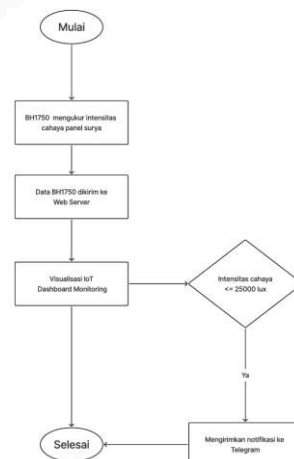 Mulai
BH1750 mengukur intensitas
cahaya panel surya
Data BH1750 dikirim ke
Web Server
Visualisasi IoT
Dashboard Monitoring
Intensitas cahaya
<= 25000 lux
Ya
Mengirimkan notifikasi ke
Telegram
Selesai